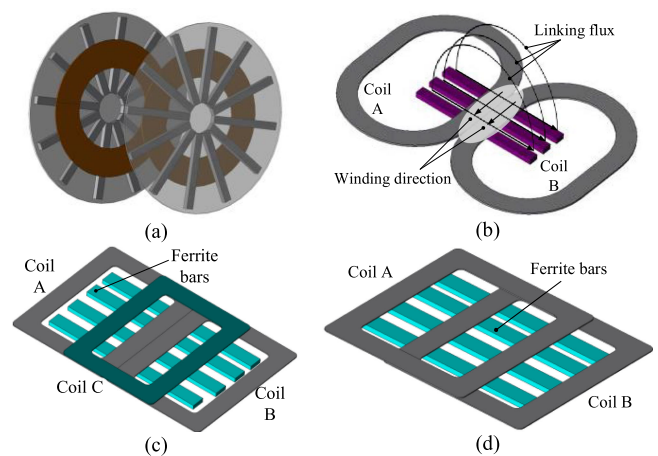 Linking flux
Coil
A
Coil
B
Winding direction
(a)
(b)
Ferrite
bars
Coil
A
Coil C
Coil
B
(c)
Coil A
Ferrite bars
Coil B
(d)